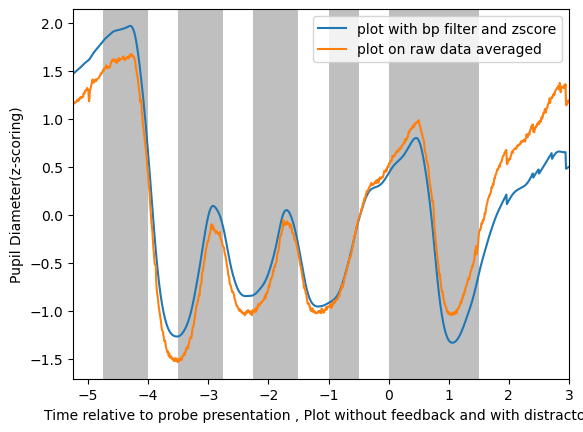 plot with bp filter and zscore
plot on raw data averaged
Pupil Diameter(z-scoring)
2.0
1.5
1.0
0.5
0.0
−0.5
−1.0
−1.5
−5 −4 −3 −2 −1 0 1 2 3
Time relative to probe presentation , Plot without feedback and with distracto